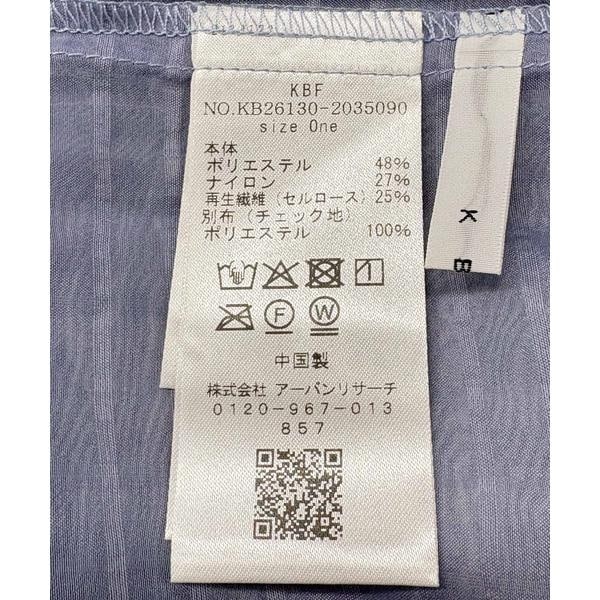 KBF
NO.KB26130-2035090
size One
本体
ポリエステル 48%
ナイロン 27%
再生繊維（セルロース）25%
別布（チェック地）
ポリエステル 100%
F
W
中国製
株式会社 アーバンリサーチ
0120-967-013
857
K B